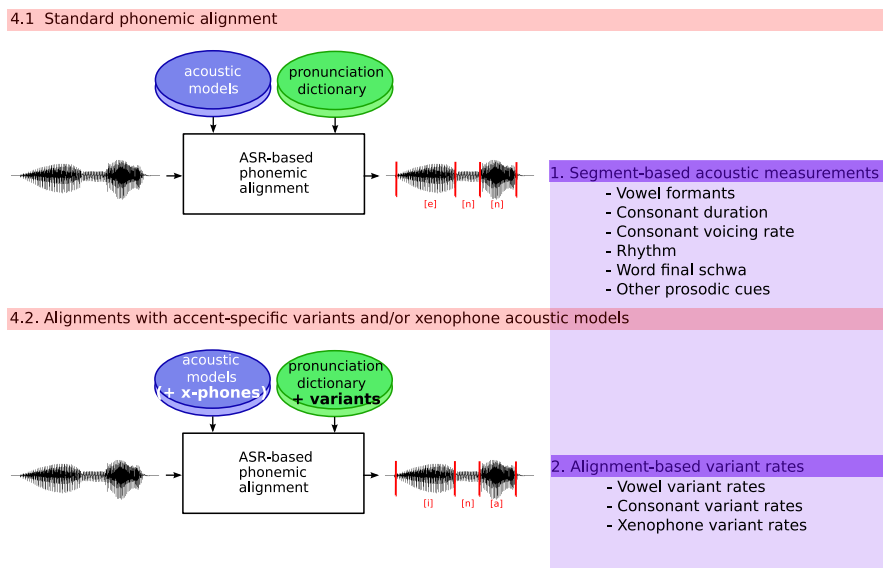 4.1 Standard phonemic alignment
acoustic
models
pronunciation
dictionary
ASR-based
phonemic
alignment
[e]
[n]
[n]
1. Segment-based acoustic measurements
- Vowel formants
- Consonant duration
- Consonant voicing rate
- Rhythm
- Word final schwa
- Other prosodic cues
4.2. Alignments with accent-specific variants and/or xenophone acoustic models
acoustic
models
(+ x-phones)
pronunciation
dictionary
+ variants
ASR-based
phonemic
alignment
[i]
[n]
[a]
2. Alignment-based variant rates
- Vowel variant rates
- Consonant variant rates
- Xenophone variant rates